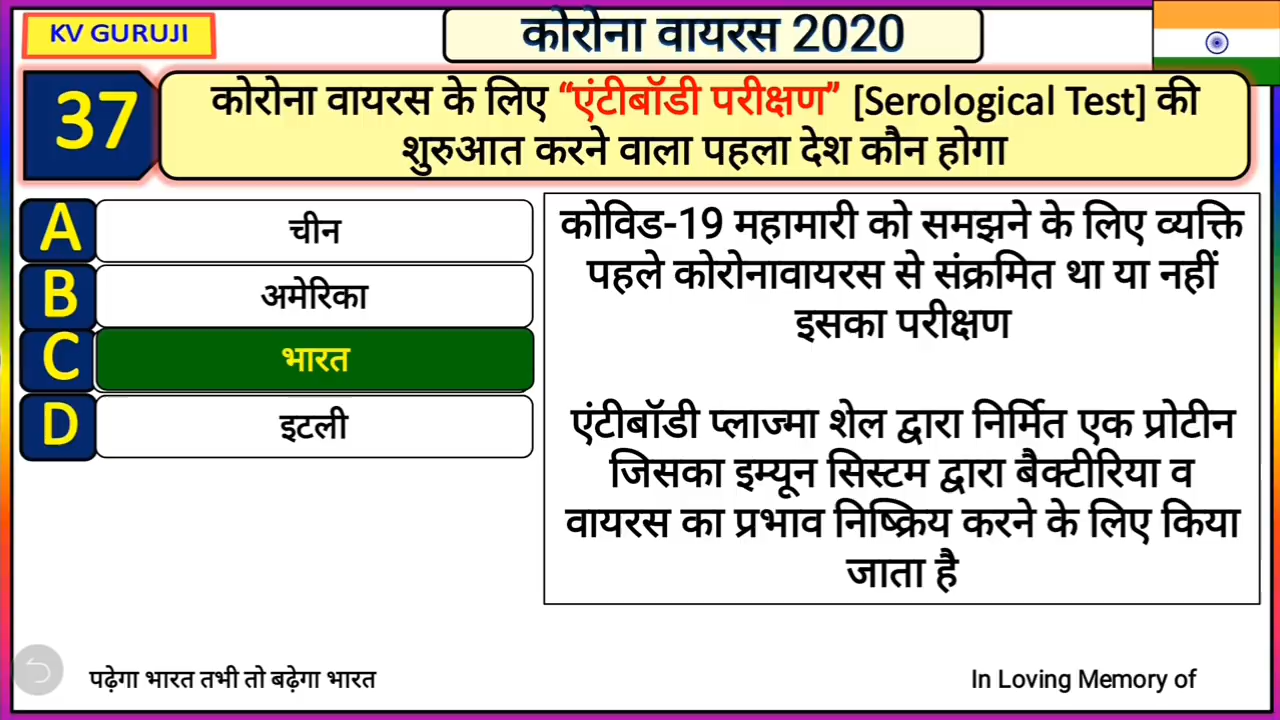 KV GURUJI
कोरोना वायरस 2020
37
कोरोना वायरस के लिए “एंटीबॉडी परीक्षण” [Serological Test] की
शुरुआत करने वाला पहला देश कौन होगा
A
चीन
B
अमेरिका
C
भारत
D
इटली
कोविड-19 महामारी को समझने के लिए व्यक्ति
पहले कोरोनावायरस से संक्रमित था या नहीं
इसका परीक्षण
एंटीबॉडी प्लाज्मा शेल द्वारा निर्मित एक प्रोटीन
जिसका इम्यून सिस्टम द्वारा बैक्टीरिया व
वायरस का प्रभाव निष्क्रिय करने के लिए किया
जाता है
पढ़ेगा भारत तभी तो बढ़ेगा भारत
In Loving Memory of